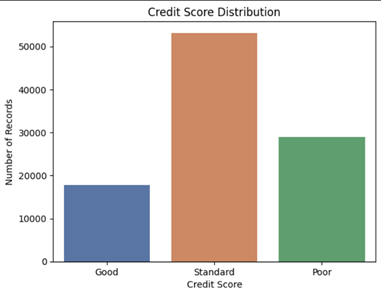 Credit Score Distribution
50000
40000
30000
20000
10000
0
Number of Records
Good Standard Poor
Credit Score